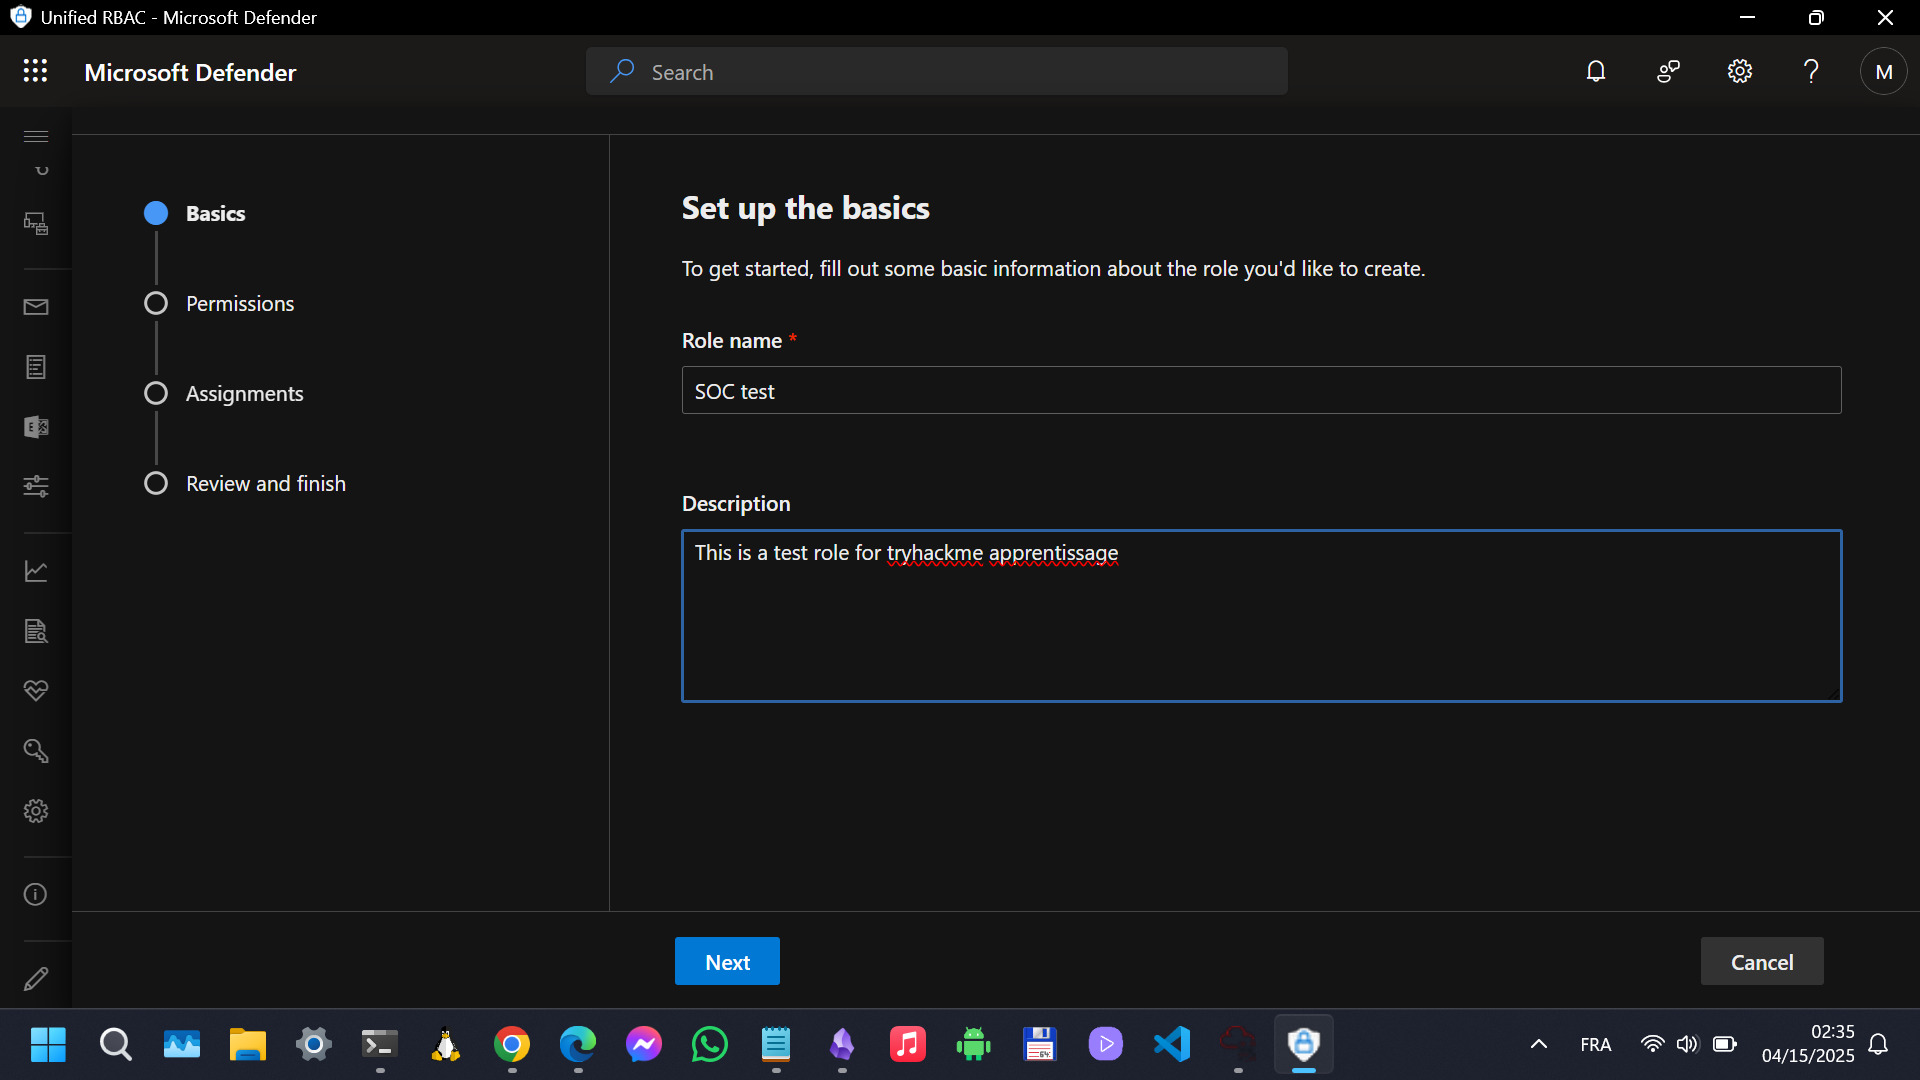 Unified RBAC - Microsoft Defender
Microsoft Defender
Search
M
Basics
Permissions
Assignments
Review and finish
Set up the basics
To get started, fill out some basic information about the role you'd like to create.
Role name *
SOC test
Description
This is a test role for tryhackme apprentissage
Next
Cancel
64
FRA
02:35
04/15/2025